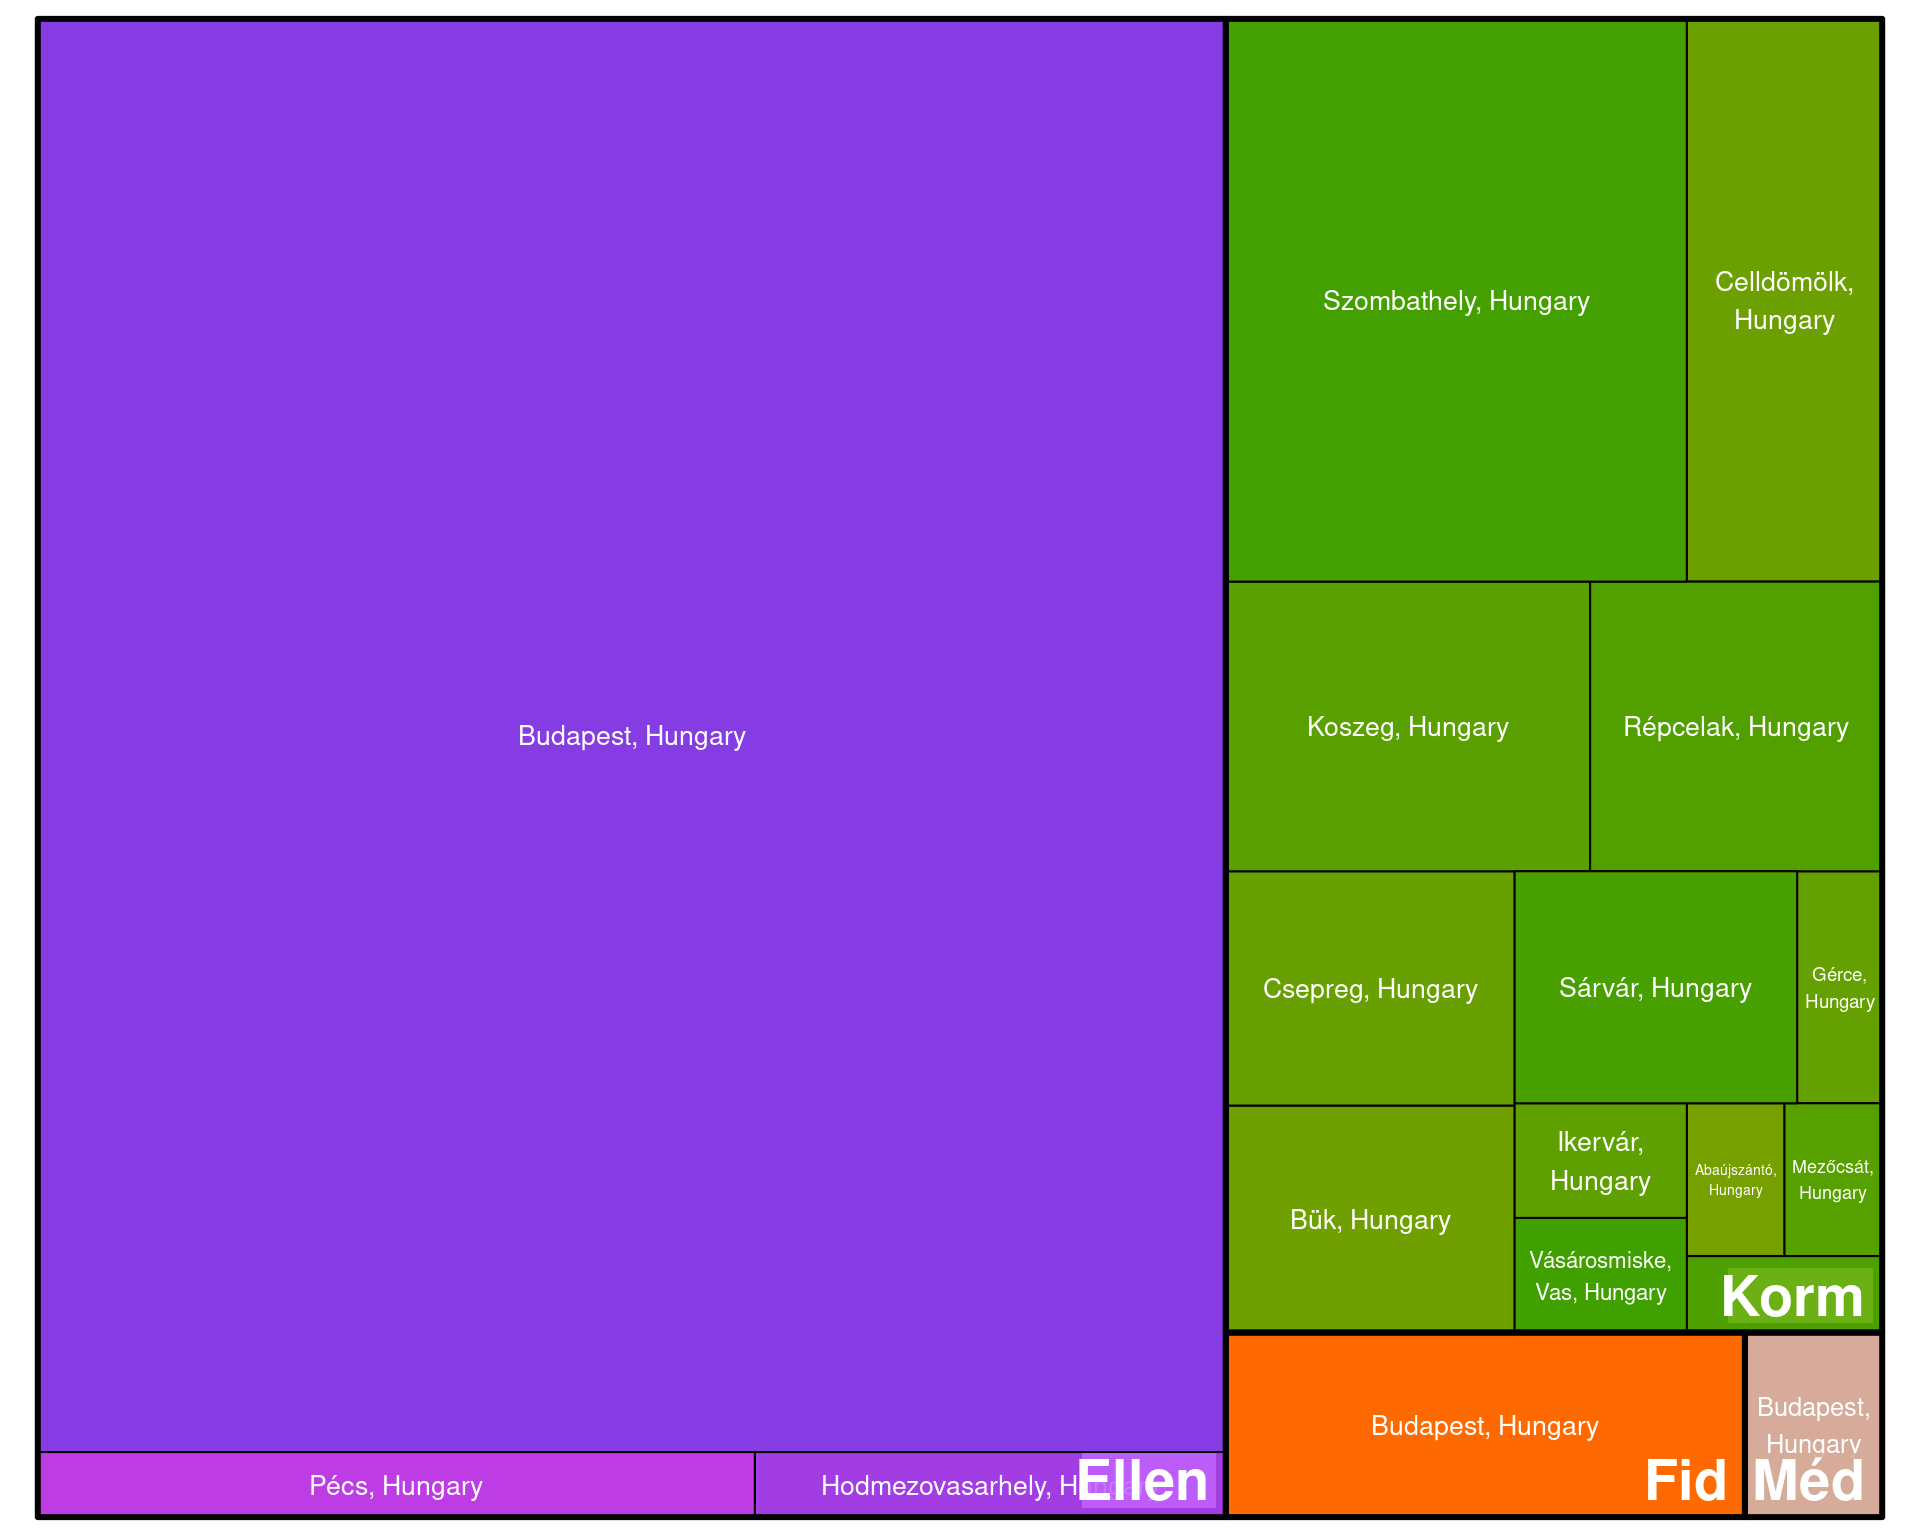 Budapest, Hungary
Pécs, Hungary
Hodmezovasarhely, Hungary
Ellen
Szombathely, Hungary
Celldömölk,
Hungary
Koszeg, Hungary
Répcelak, Hungary
Csepreg, Hungary
Sárvár, Hungary
Gérce,
Hungary
Bük, Hungary
Ikervár,
Hungary
Vásárosmiske,
Vas, Hungary
Abaújszántó,
Hungary
Mezőcsát,
Hungary
Korm
Budapest, Hungary
Fid
Budapest,
Hungary
Méd